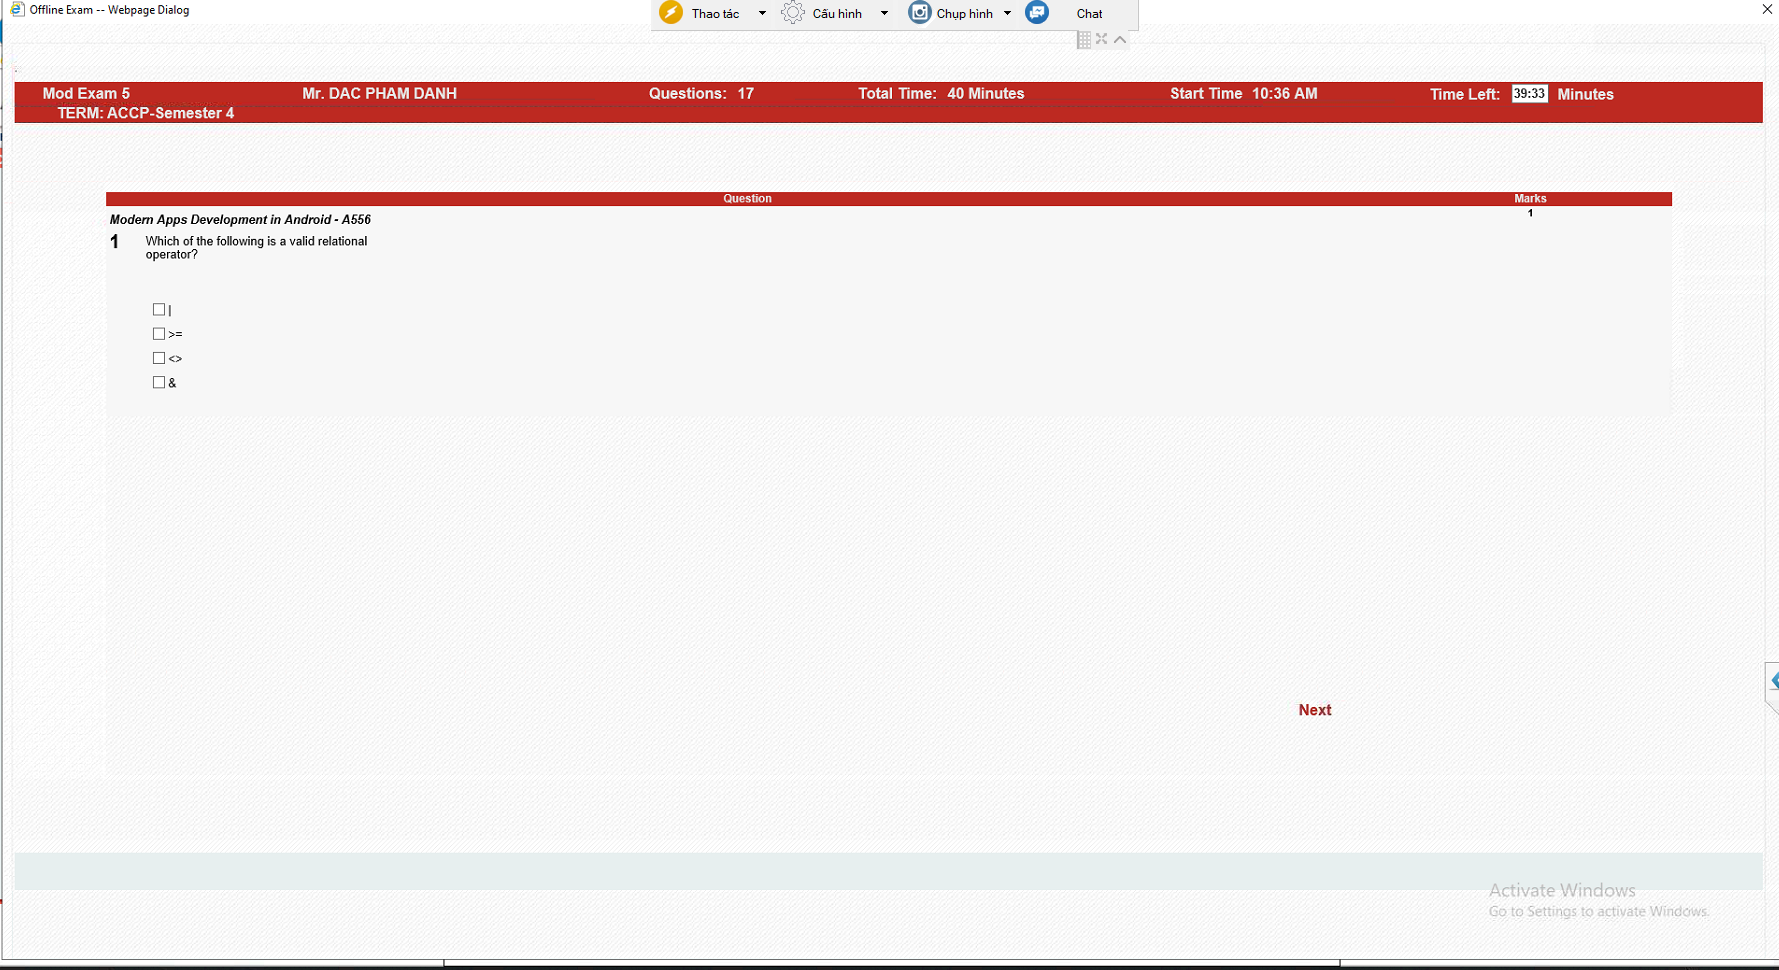 Offline Exam -- Webpage Dialog
Thao tác
Cấu hình
Chụp hình
Chat
Mod Exam 5
Mr. DAC PHAM DANH
Questions: 17
Total Time: 40 Minutes
Start Time 10:36 AM
Time Left: 39:33 Minutes
TERM: ACCP-Semester 4
Question
Marks
Modern Apps Development in Android - A556
1
1 Which of the following is a valid relational
operator?
|
>=
<>
&
Next
Activate Windows
Go to Settings to activate Windows.